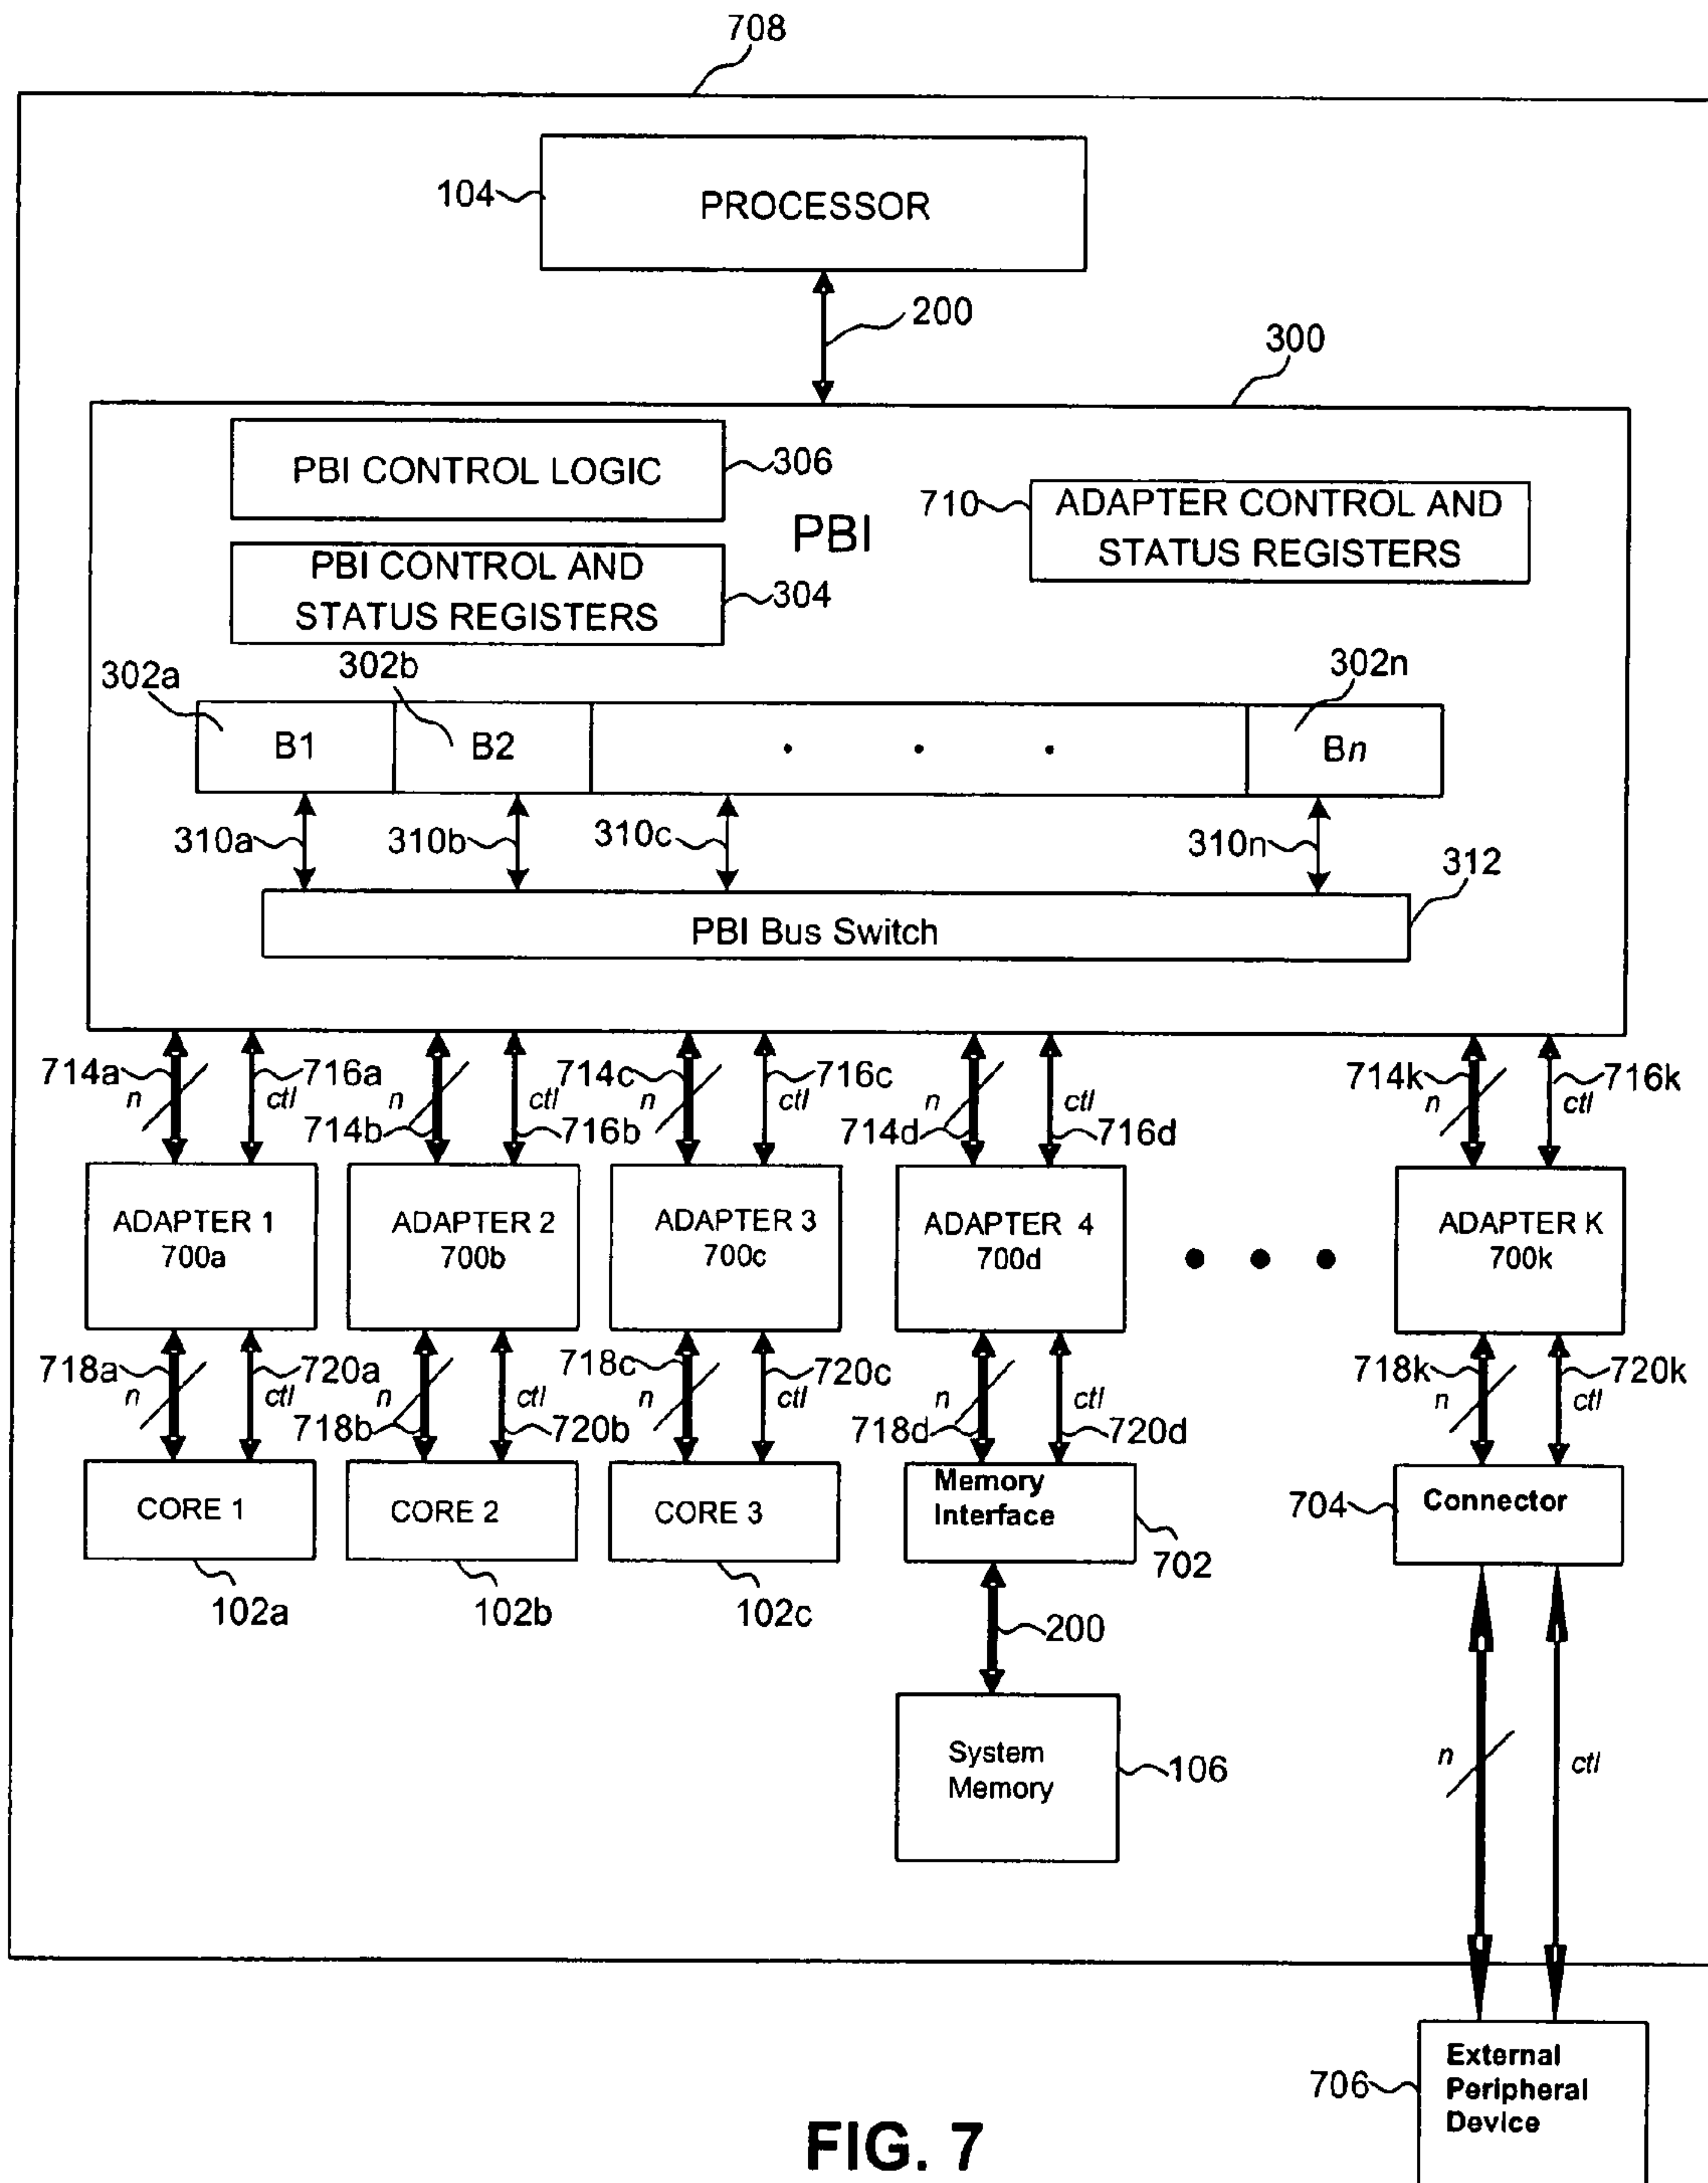 708
104
PROCESSOR
200
300
PBI CONTROL LOGIC
306
PBI
710
ADAPTER CONTROL AND
STATUS REGISTERS
PBI CONTROL AND
STATUS REGISTERS
304
302a
302b
302n
B1
B2
. . .
Bn
310a
310b
310c
310n
312
PBI Bus Switch
714a
n
716a
ctl
n
714b
ctl
716b
714c
n
716c
ctl
n
714d
ctl
716d
714k
n
716k
ctl
ADAPTER 1
700a
ADAPTER 2
700b
ADAPTER 3
700c
ADAPTER 4
700d
• • •
ADAPTER K
700k
718a
n
720a
ctl
n
718b
ctl
720b
718c
n
720c
ctl
n
718d
ctl
720d
718k
n
720k
ctl
CORE 1
102a
CORE 2
102b
CORE 3
102c
Memory
Interface
702
704
Connector
200
System
Memory
106
n
ctl
706
External
Peripheral
Device
FIG. 7